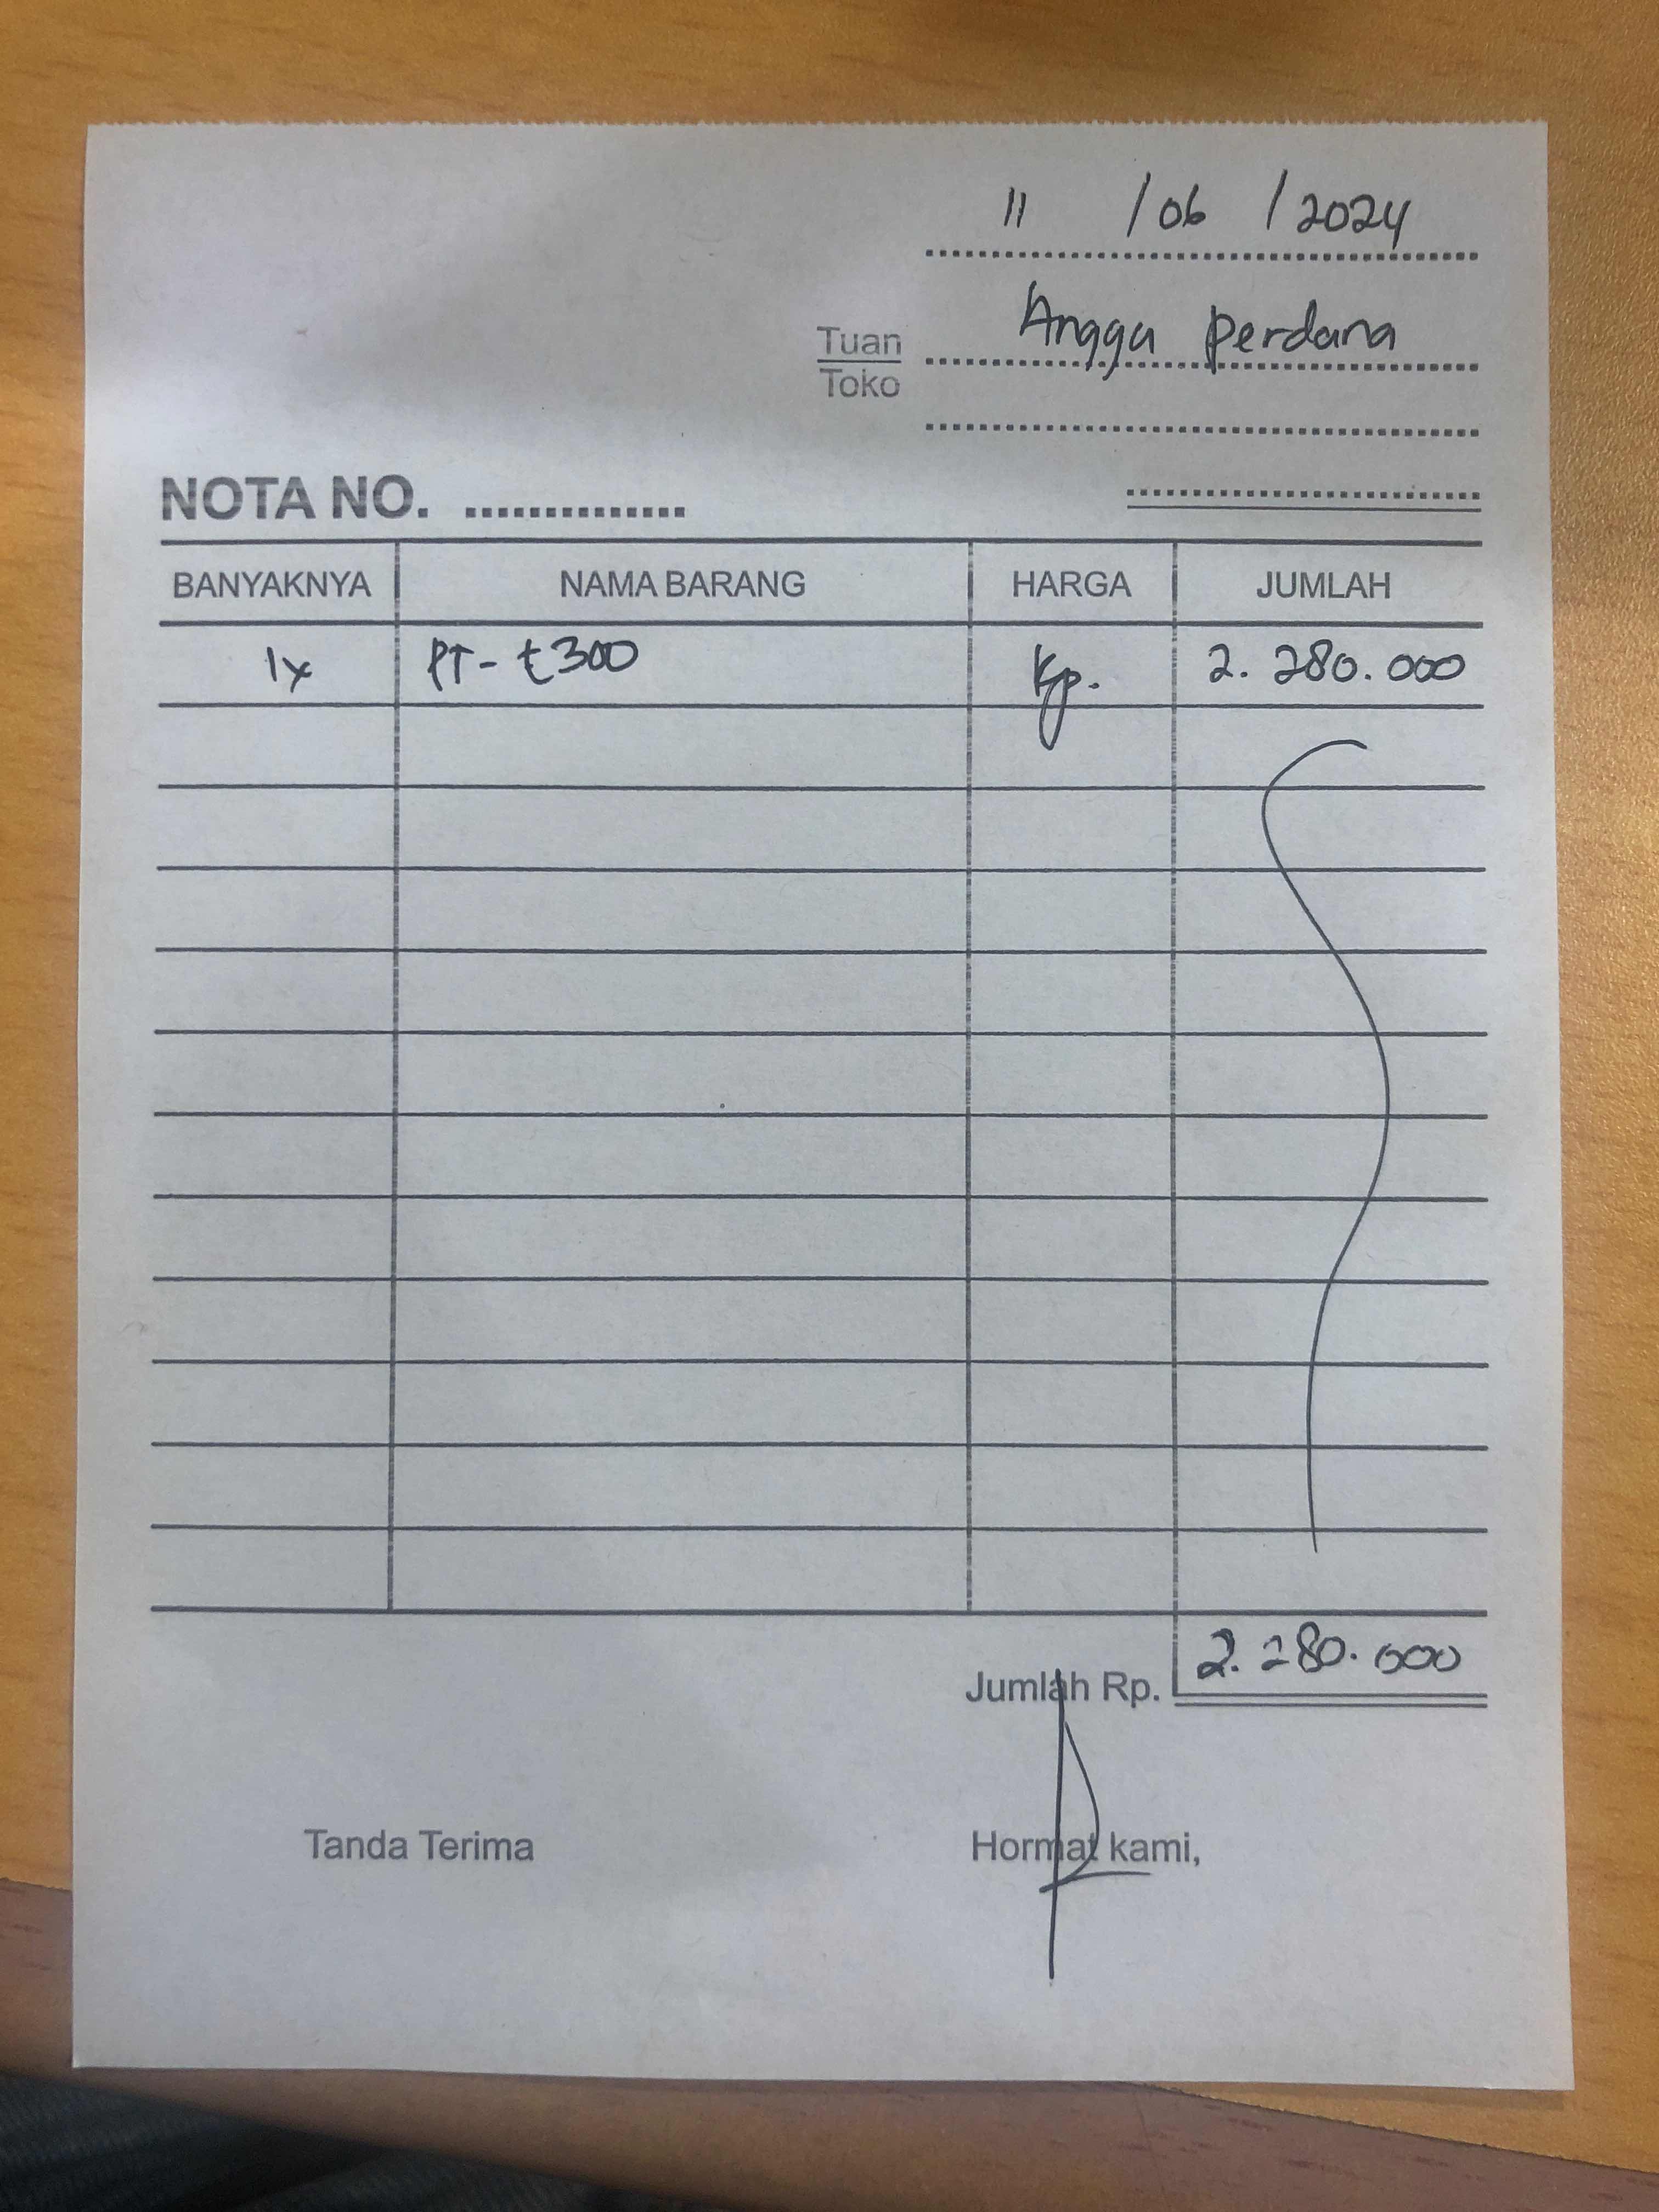 11 / 06 / 2024
Tuan Angga Perdana
Toko
NOTA NO. ...............
BANYAKNYA NAMA BARANG HARGA JUMLAH
1x PT-E300 Rp. 2.280.000
Jumlah Rp. 2.280.000
Tanda Terima Hormat kami,